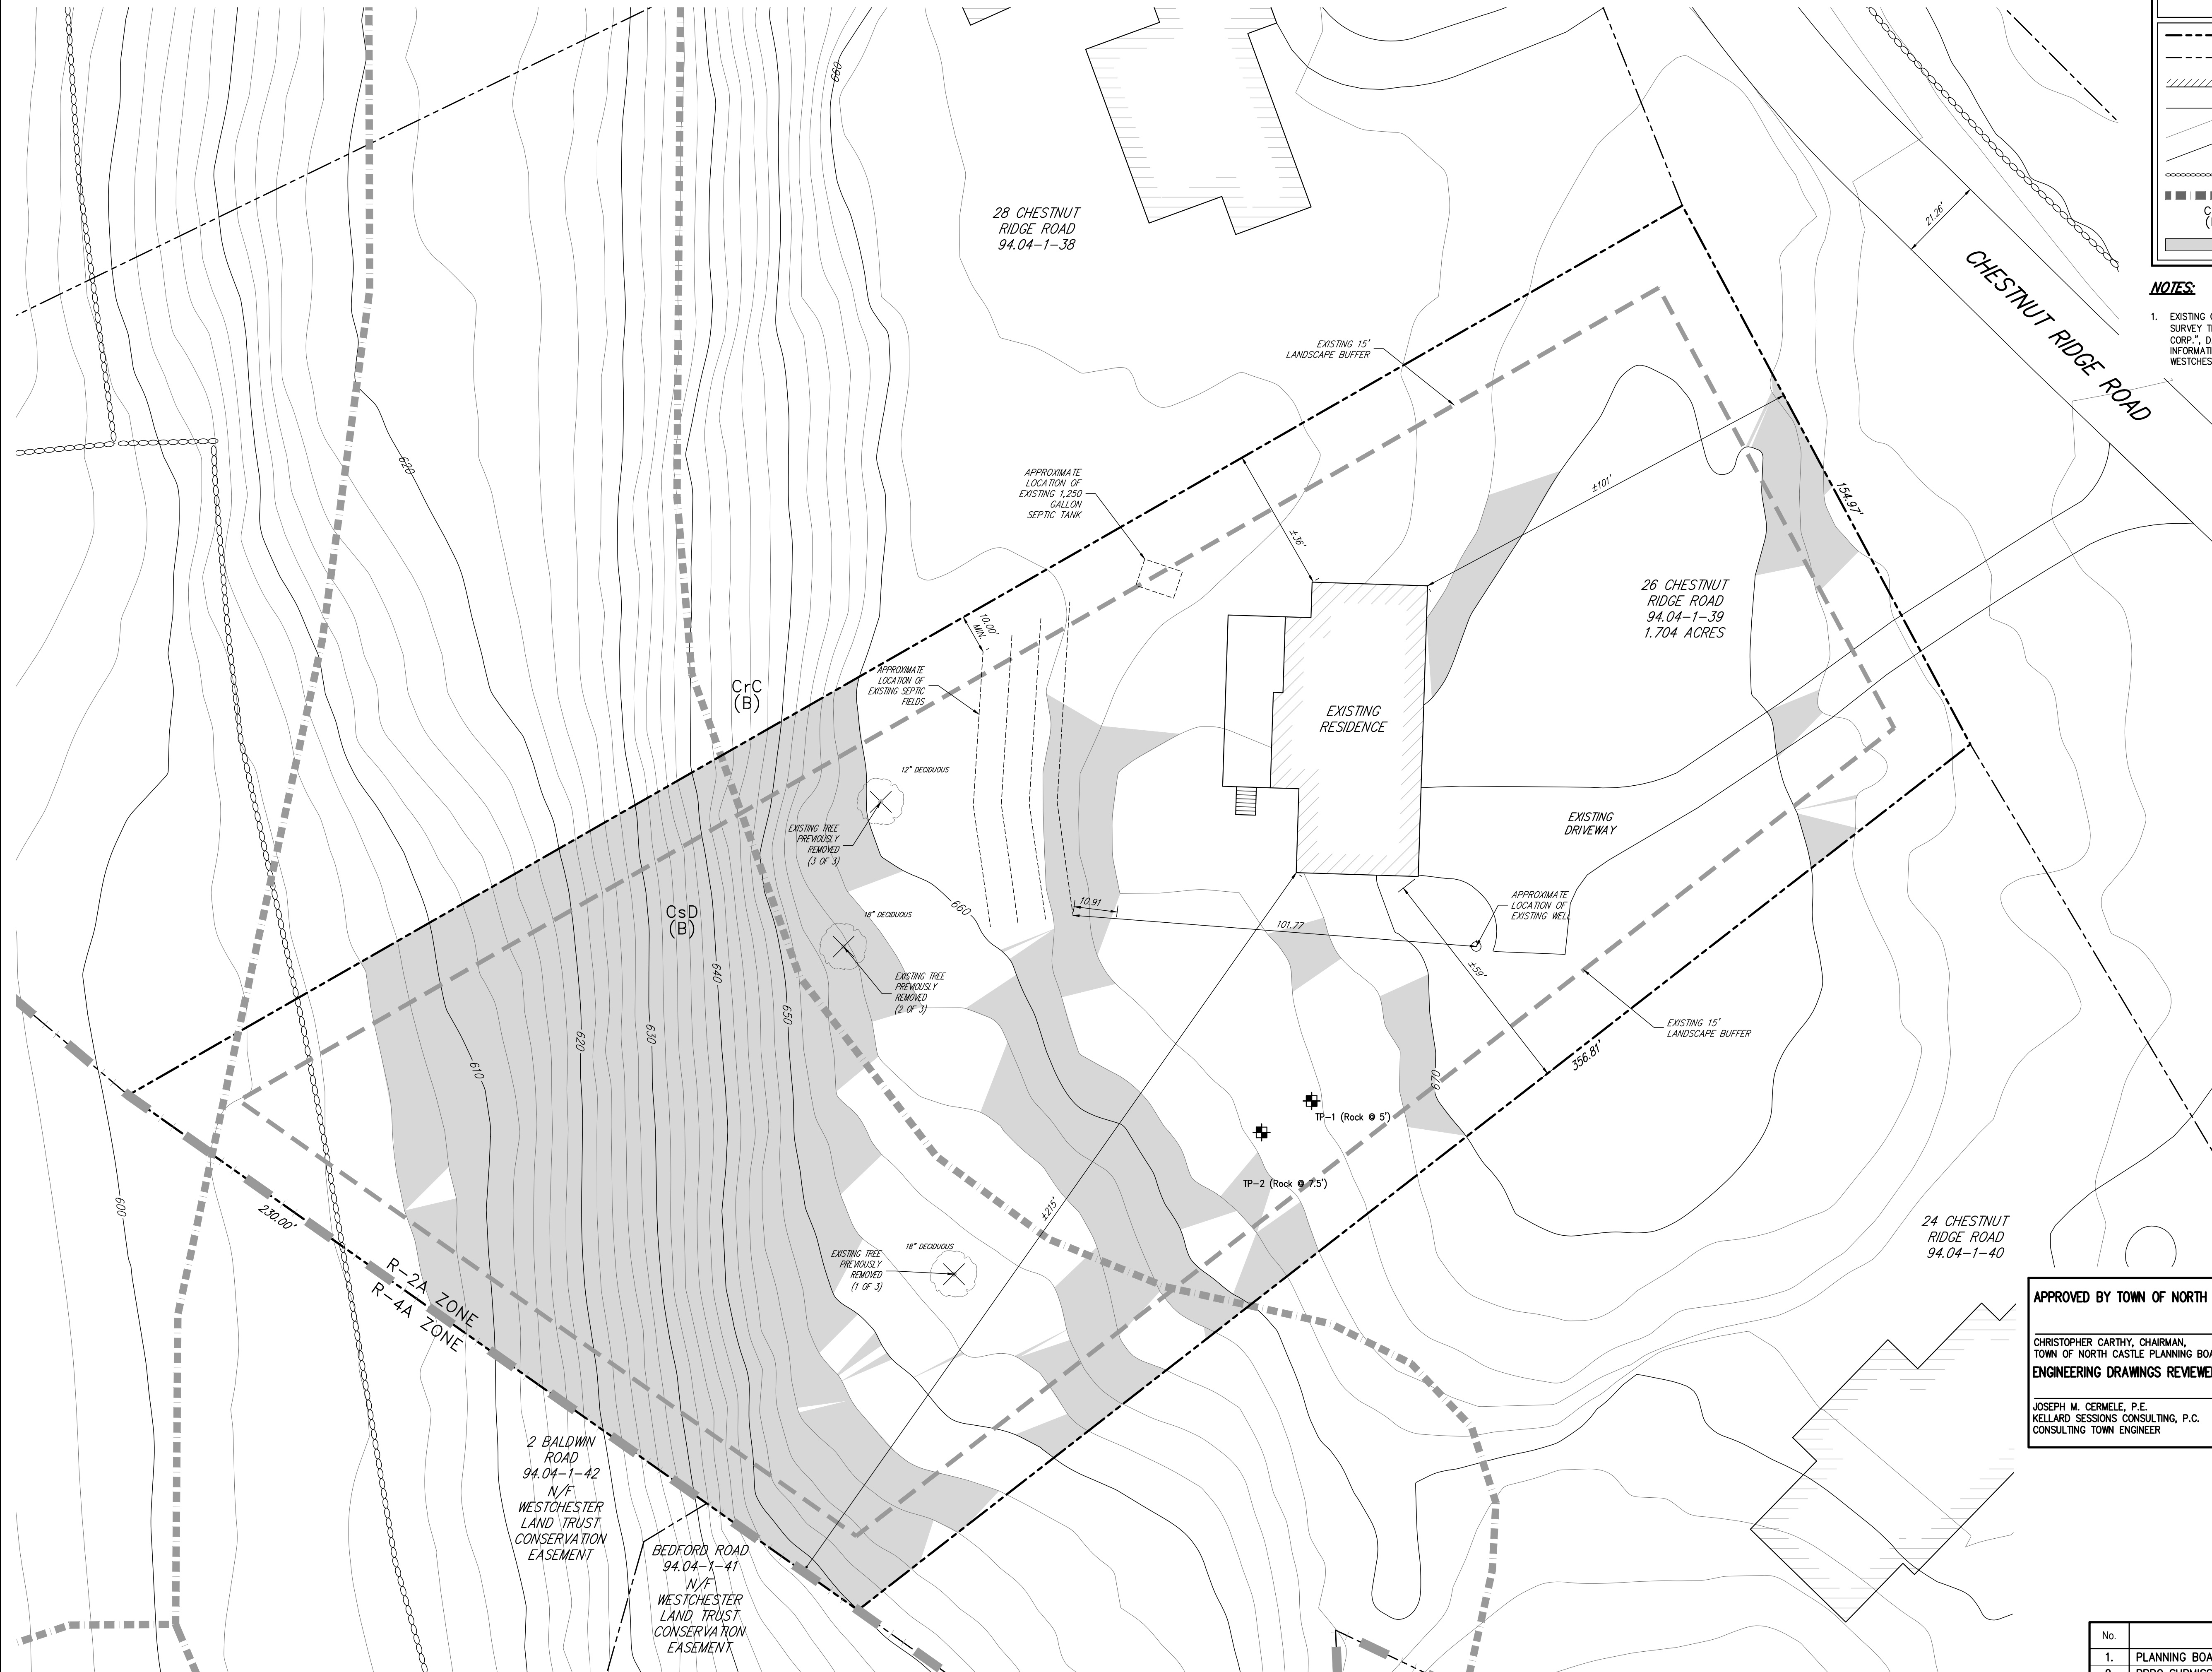 660
28 CHESTNUT
RIDGE ROAD
94.04-1-38
21.26'
CHESTNUT RIDGE ROAD
NOTES:
1. EXISTING
CORP.", D
WESTCHES
EXISTING 15'
LANDSCAPE BUFFER
620
APPROXIMATE
LOCATION OF
EXISTING 1,250
GALLON
SEPTIC TANK
±36'
±101'
154.97'
26 CHESTNUT
RIDGE ROAD
94.04-1-39
1.704 ACRES
10.00'
MIN.
APPROXIMATE
LOCATION OF
EXISTING SEPTIC
FIELDS
CrC
(B)
EXISTING
RESIDENCE
12" DECIDUOUS
EXISTING TREE
PREVIOUSLY
REMOVED
(3 OF 3)
EXISTING
DRIVEWAY
18" DECIDUOUS
660
CsD
(B)
10.91
101.77
APPROXIMATE
LOCATION OF
EXISTING WELL
±59'
EXISTING TREE
PREVIOUSLY
REMOVED
(2 OF 3)
640
650
630
620
610
EXISTING 15'
LANDSCAPE BUFFER
356.81'
670
TP-1 (Rock @ 5')
TP-2 (Rock @ 7.5')
600
230.00'
±215'
18" DECIDUOUS
EXISTING TREE
PREVIOUSLY
REMOVED
(1 OF 3)
R-2A ZONE
R-4A ZONE
24 CHESTNUT
RIDGE ROAD
94.04-1-40
APPROVED BY TOWN OF NORTH
CHRISTOPHER CARTHY, CHAIRMAN,
TOWN OF NORTH CASTLE PLANNING BOA
ENGINEERING DRAWINGS REVIEWE
JOSEPH M. CERMELE, P.E.
KELLARD SESSIONS CONSULTING, P.C.
CONSULTING TOWN ENGINEER
2 BALDWIN
ROAD
94.04-1-42
N/F
WESTCHESTER
LAND TRUST
CONSERVATION
EASEMENT
BEDFORD ROAD
94.04-1-41
N/F
WESTCHESTER
LAND TRUST
CONSERVATION
EASEMENT
No.
1. PLANNING BOA